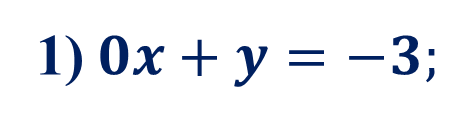 1) 0x + y = −3;